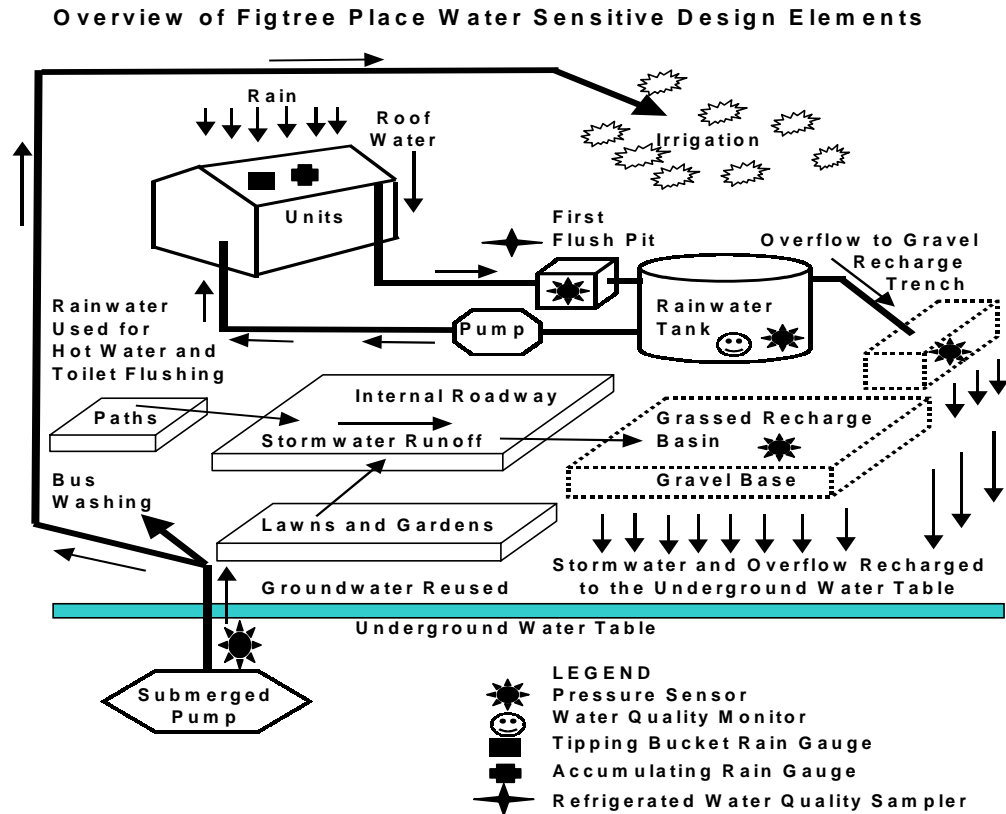 Overview of Figtree Place Water Sensitive Design Elements
Rain
Roof
Water
Irrigation
Units
First
Flush Pit
Overflow to Gravel
Recharge
Trench
Rainwater
Used for
Hot Water and
Toilet Flushing
Pump
Rainwater
Tank
Paths
Internal Roadway
Stormwater Runoff
Grassed Recharge
Basin
Gravel Base
Bus
Washing
Lawns and Gardens
Stormwater and Overflow Recharged
to the Underground Water Table
Groundwater Reused
Underground Water Table
Submerged
Pump
LEGEND
Pressure Sensor
Water Quality Monitor
Tipping Bucket Rain Gauge
Accumulating Rain Gauge
Refrigerated Water Quality Sampler